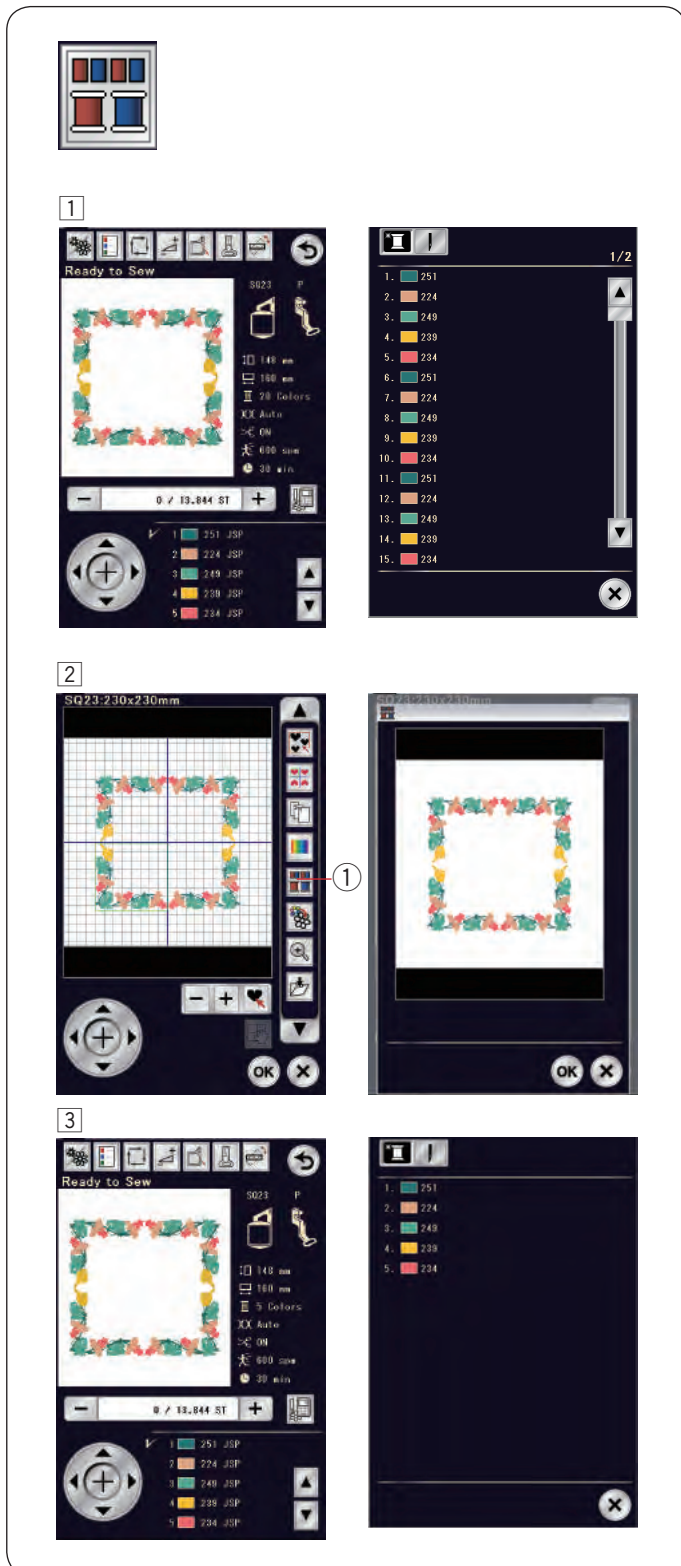 1
Ready to Sew
SQ23 P
148 mm
160 mm
20 Colors
Auto
ON
600 spm
30 min
0 / 13.844 ST
1 251 JSP
2 224 JSP
3 249 JSP
4 239 JSP
5 234 JSP
1/2
1. 251
2. 224
3. 249
4. 239
5. 234
6. 251
7. 224
8. 249
9. 239
10. 234
11. 251
12. 224
13. 249
14. 239
15. 234
2
SQ23:230x230mm
1
OK
SQ23:230x230mm
OK
3
Ready to Sew
SQ23 P
148 mm
160 mm
5 Colors
Auto
ON
600 spm
30 min
0 / 13.844 ST
1 251 JSP
2 224 JSP
3 249 JSP
4 239 JSP
5 234 JSP
1. 251
2. 224
3. 249
4. 239
5. 234